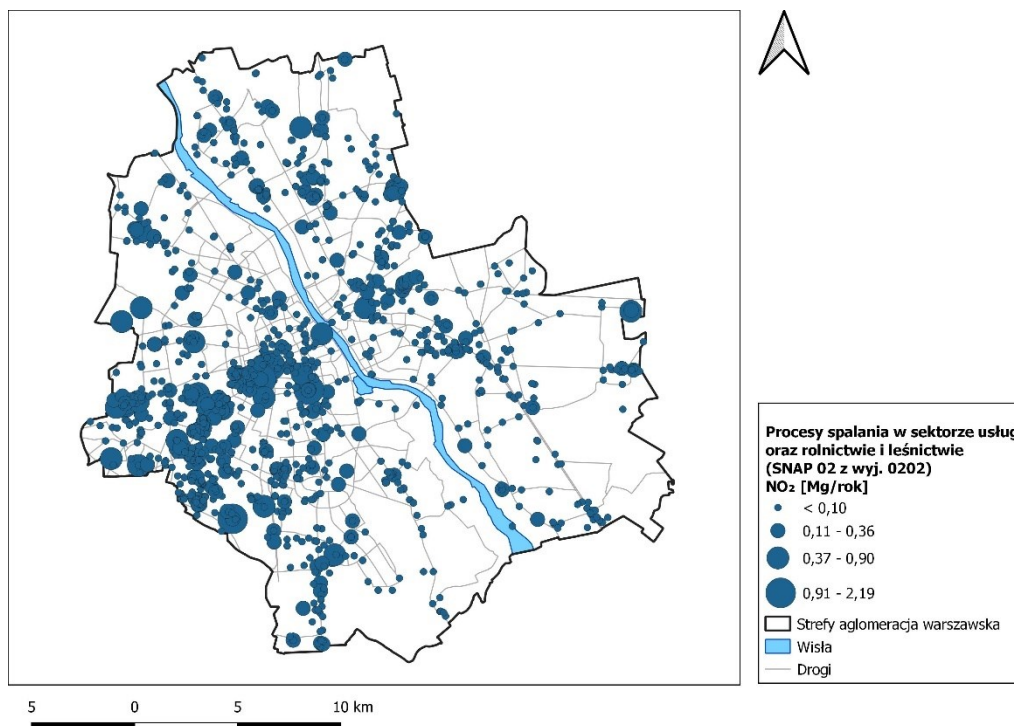 Procesy spalania w sektorze usług
oraz rolnictwie i leśnictwie
(SNAP 02 z wyj. 0202)
NO₂ [Mg/rok]
< 0,10
0,11 - 0,36
0,37 - 0,90
0,91 - 2,19
Strefy aglomeracja warszawska
Wisła
Drogi
5 0 5 10 km